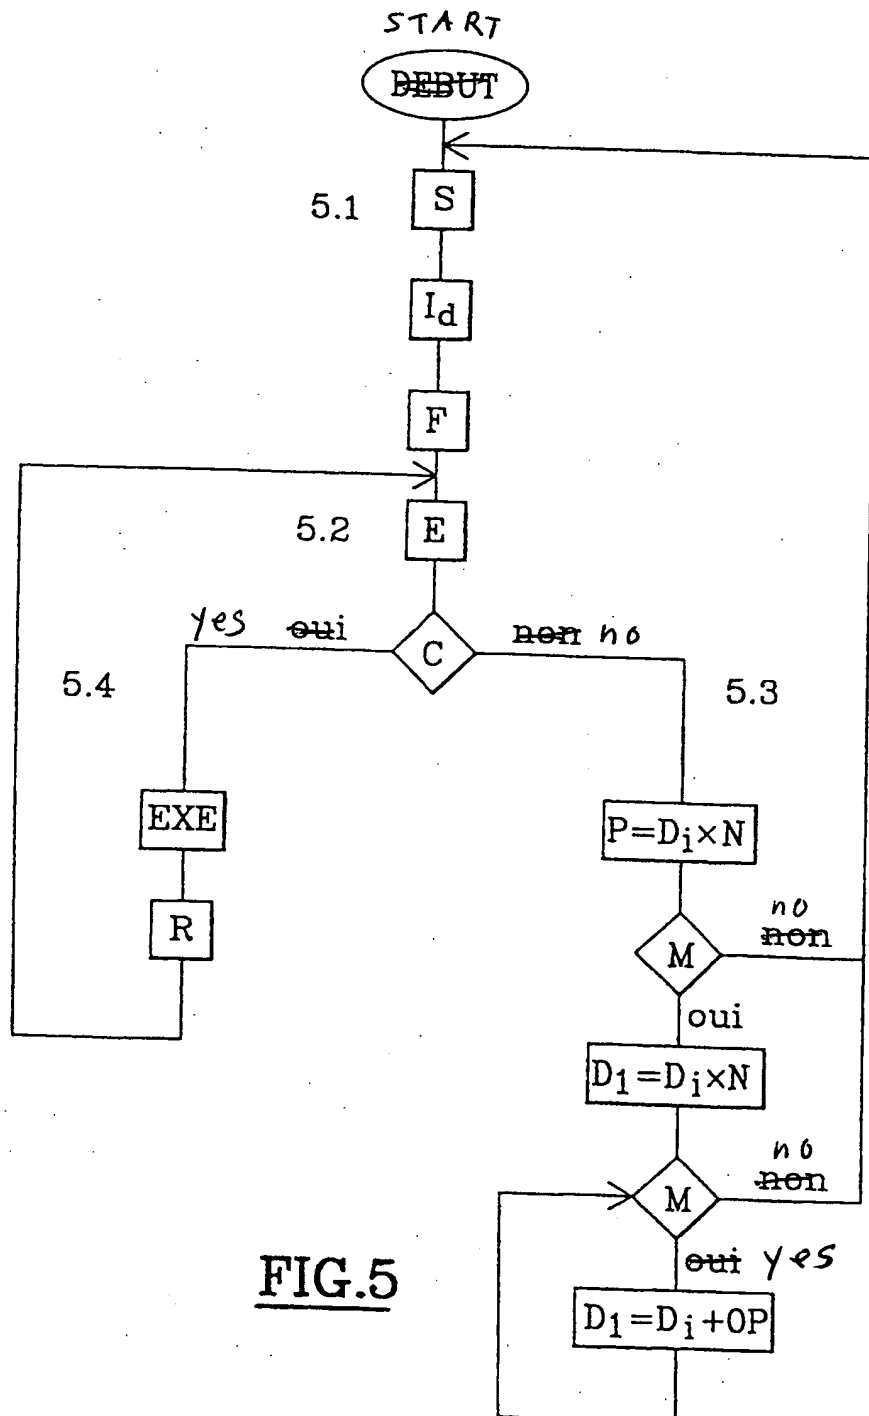 START
DEBUT
5.1
S
Id
F
5.2
E
yes oui
C
non no
5.4
5.3
EXE
P=Di×N
R
no
non
M
oui
D1=Di×N
no
non
M
oui yes
FIG.5
D1=Di+OP